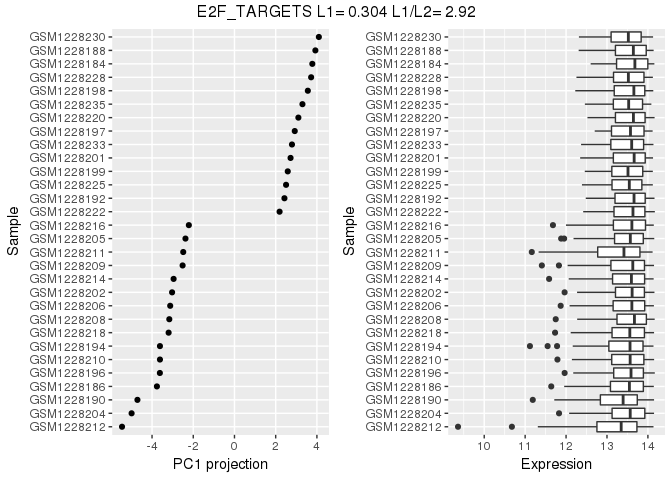 E2F_TARGETS L1= 0.304 L1/L2= 2.92
Sample
GSM1228230
GSM1228188
GSM1228184
GSM1228228
GSM1228198
GSM1228235
GSM1228220
GSM1228197
GSM1228233
GSM1228201
GSM1228199
GSM1228225
GSM1228192
GSM1228222
GSM1228216
GSM1228205
GSM1228211
GSM1228209
GSM1228214
GSM1228202
GSM1228206
GSM1228208
GSM1228218
GSM1228194
GSM1228210
GSM1228196
GSM1228186
GSM1228190
GSM1228204
GSM1228212
-4 -2 0 2 4
PC1 projection
Sample
GSM1228230
GSM1228188
GSM1228184
GSM1228228
GSM1228198
GSM1228235
GSM1228220
GSM1228197
GSM1228233
GSM1228201
GSM1228199
GSM1228225
GSM1228192
GSM1228222
GSM1228216
GSM1228205
GSM1228211
GSM1228209
GSM1228214
GSM1228202
GSM1228206
GSM1228208
GSM1228218
GSM1228194
GSM1228210
GSM1228196
GSM1228186
GSM1228190
GSM1228204
GSM1228212
10 11 12 13 14
Expression